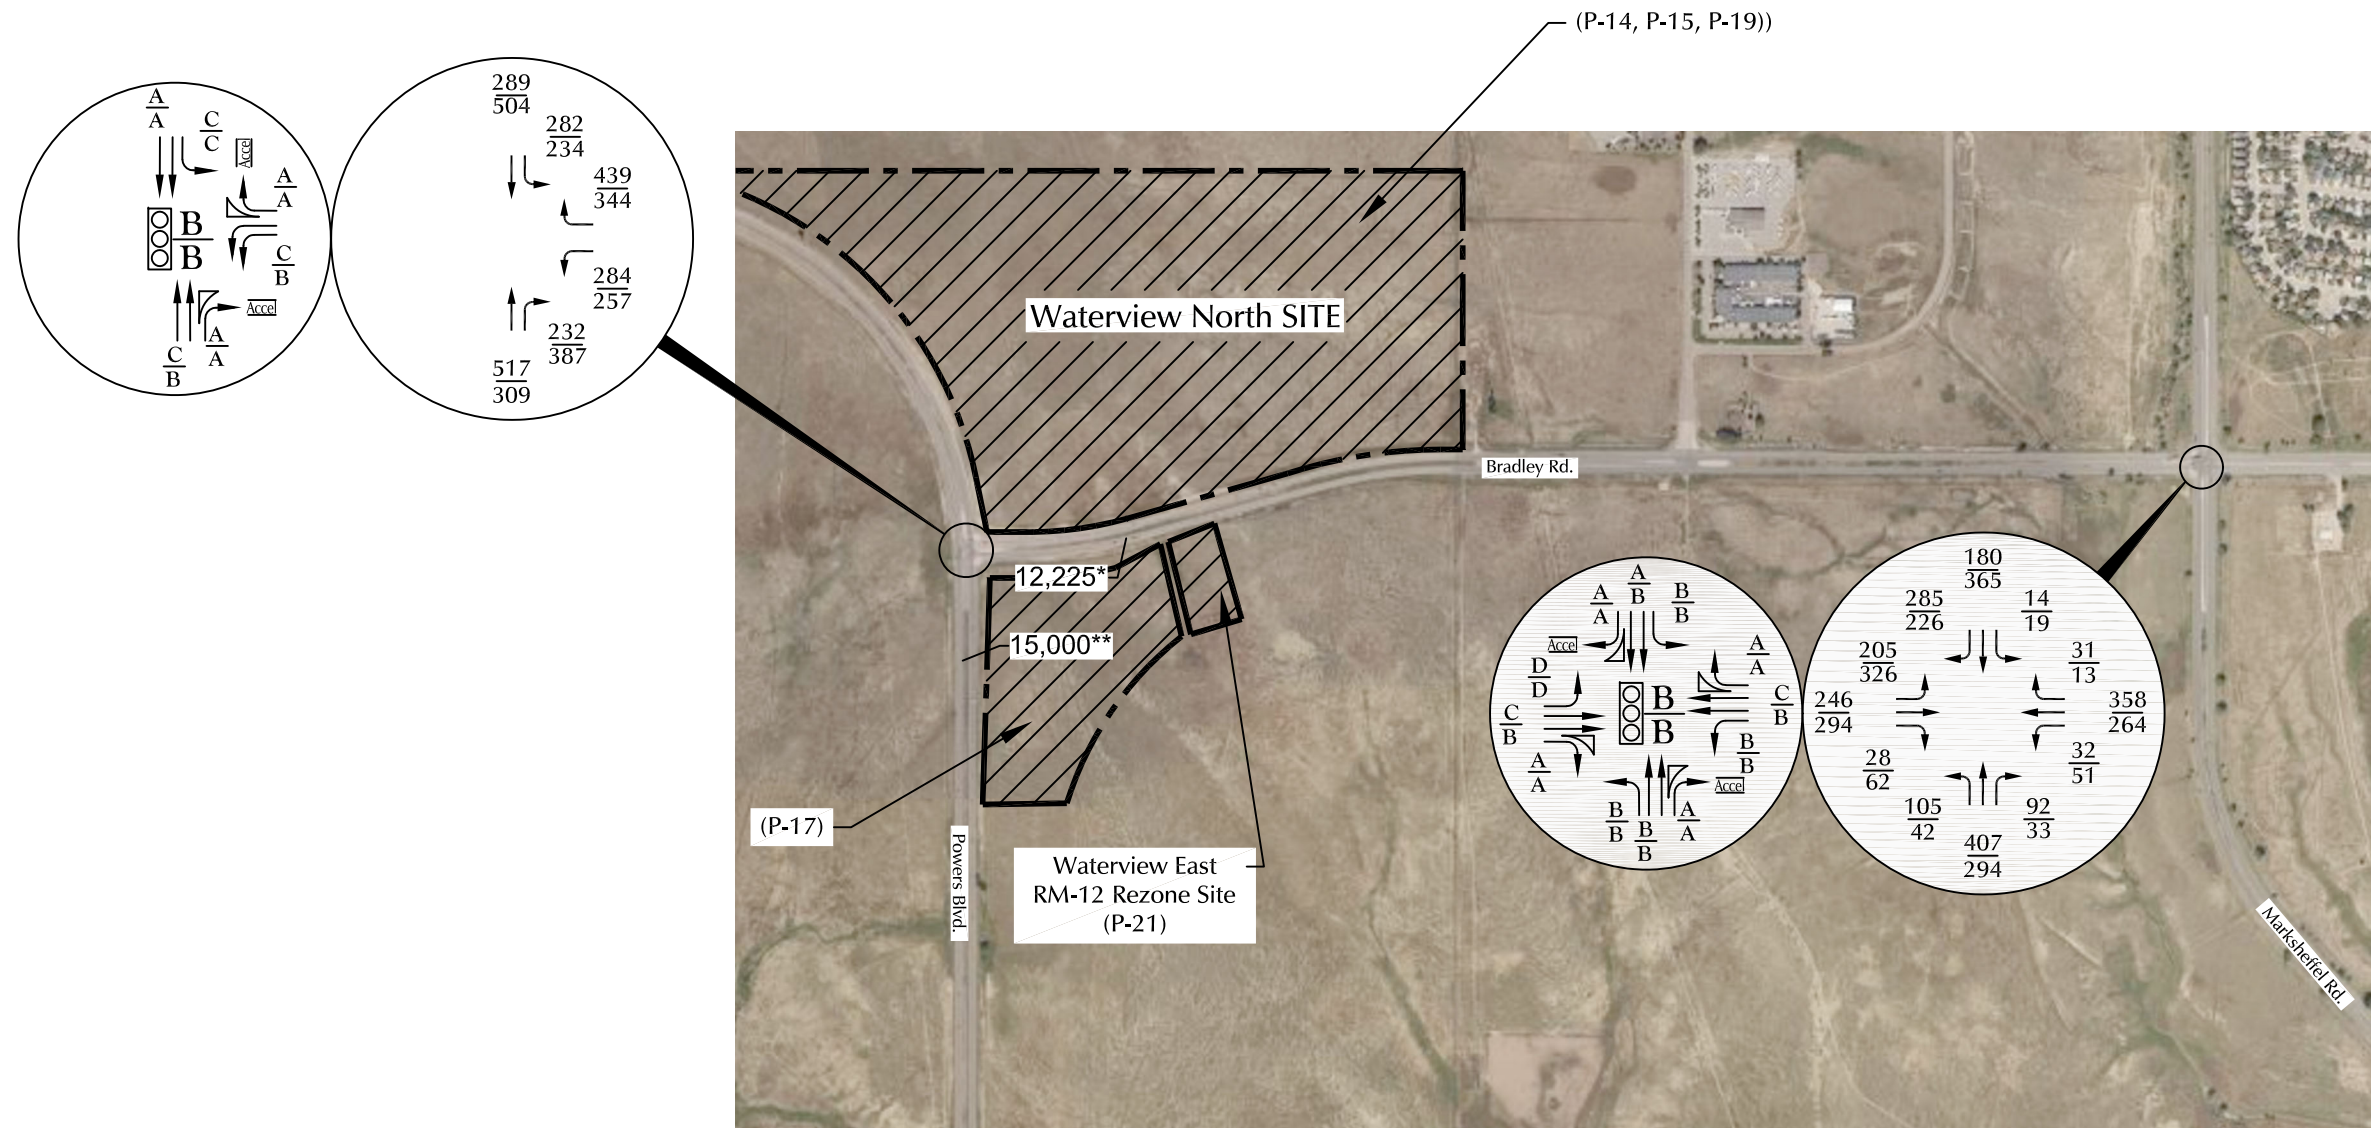 (P-14, P-15, P-19))
A
A
C
C
Accel
A
A
B
B
C
B
Accel
A
A
C
B
289
504
282
234
439
344
284
257
232
387
517
309
Waterview North SITE
Bradley Rd.
12,225*
15,000**
(P-17)
Powers Blvd.
Waterview East
RM-12 Rezone Site
(P-21)
A
A
A
B
B
B
Accel
D
D
A
A
C
B
B
B
C
B
A
A
B
B
Accel
B
B
B
B
A
A
180
365
285
226
14
19
205
326
31
13
246
294
358
264
28
62
32
51
105
42
92
33
407
294
Marksheffel Rd.